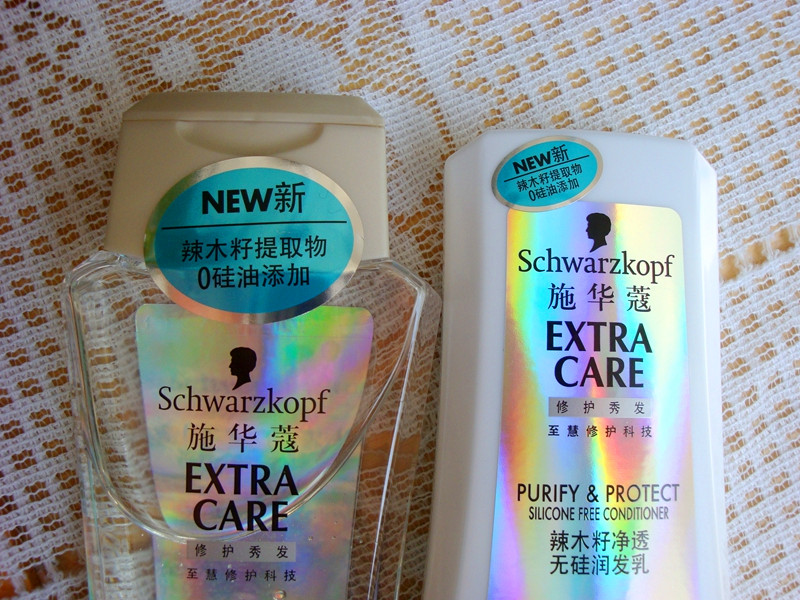 NEW新
辣木籽提取物
0硅油添加
Schwarzkopf
施华蔻
EXTRA
CARE
修护秀发
至慧修护科技
NEW新
辣木籽提取物
0硅油添加
Schwarzkopf
施华蔻
EXTRA
CARE
修护秀发
至慧修护科技
PURIFY & PROTECT
SILICONE FREE CONDITIONER
辣木籽净透
无硅润发乳